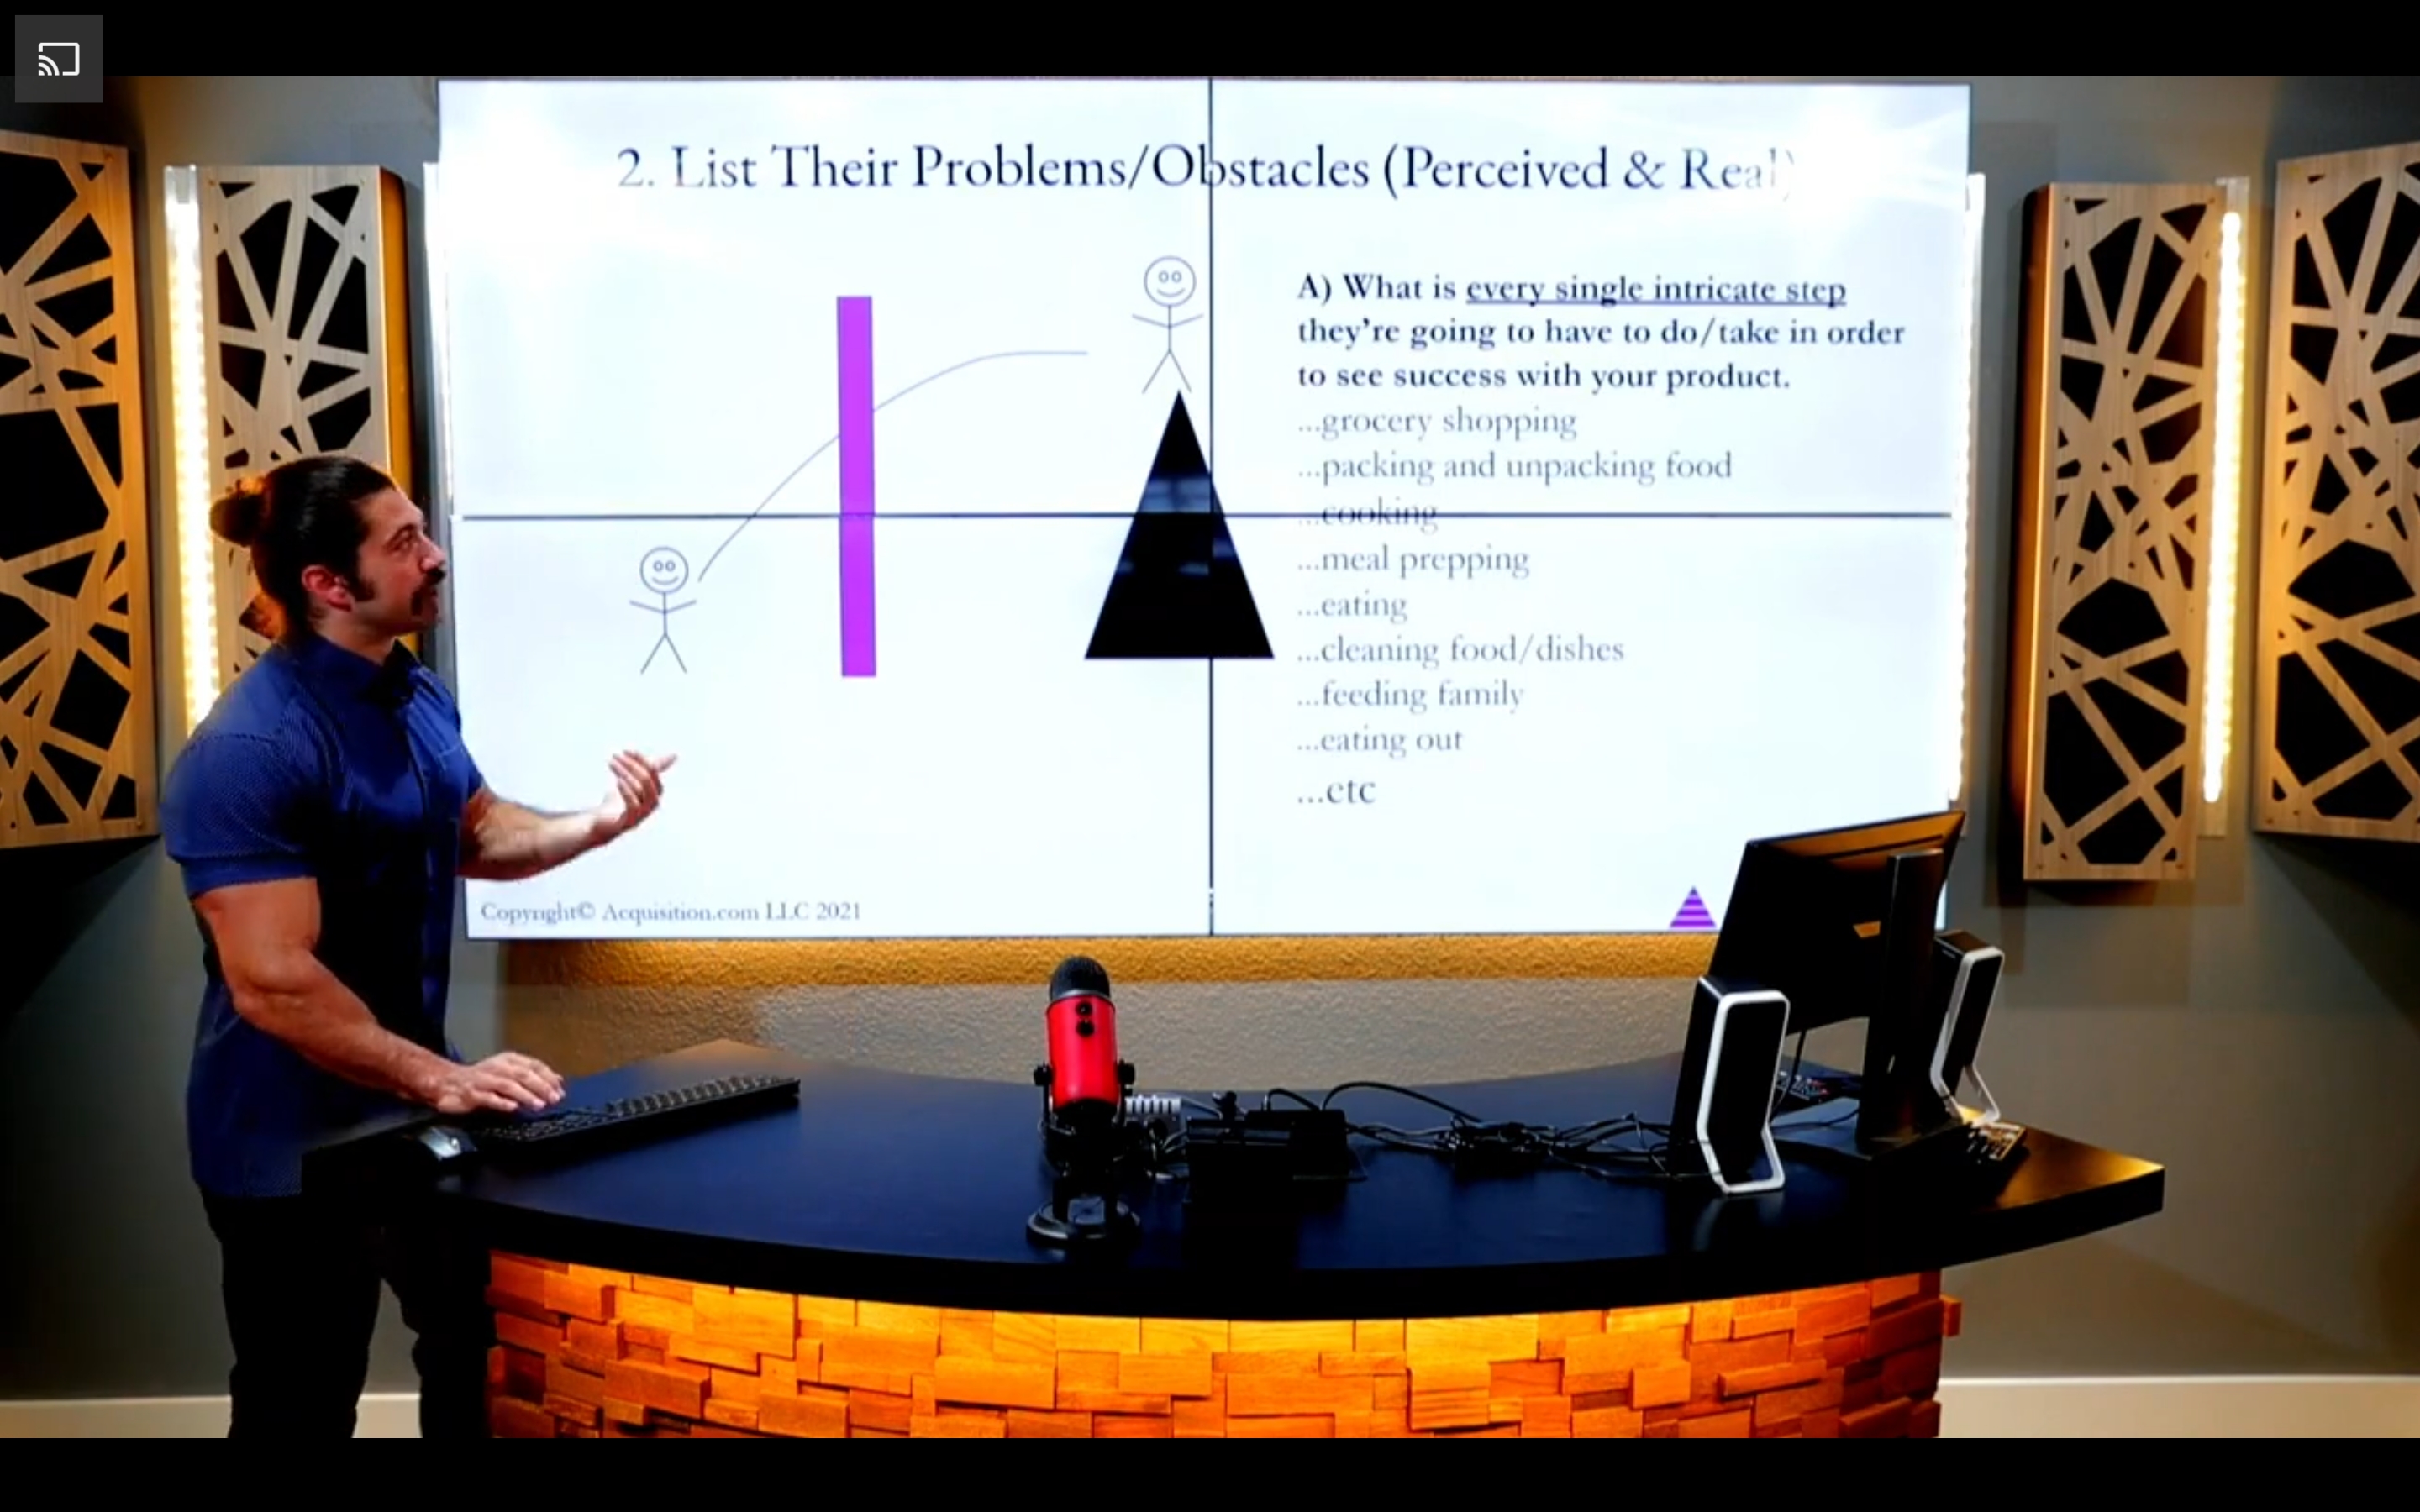 2. List Their Problems/Obstacles (Perceived & Real)
A) What is every single intricate step
they're going to have to do/take in order
to see success with your product.
...grocery shopping
...packing and unpacking food
...cooking
...meal prepping
...eating
...cleaning food/dishes
...feeding family
...eating out
...etc
Copyright© Acquisition.com LLC 2021